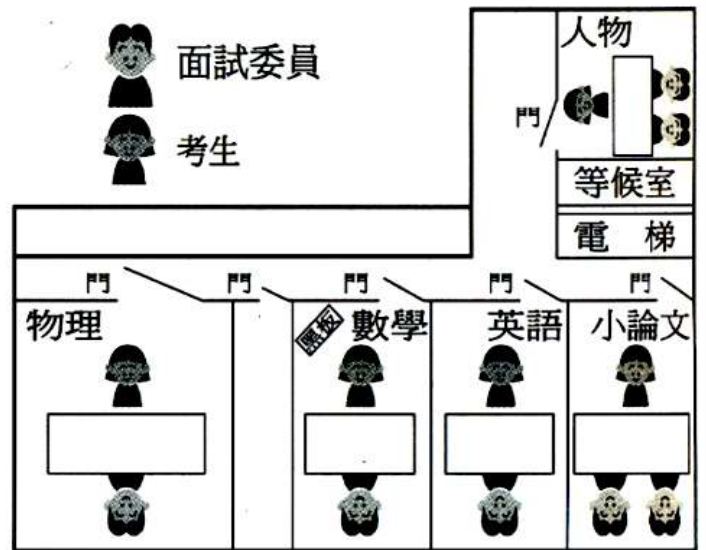 面試委員
考生
人物
門
等候室
電 梯
門 門 門 門 門
物理 黑板 數學 英語 小論文